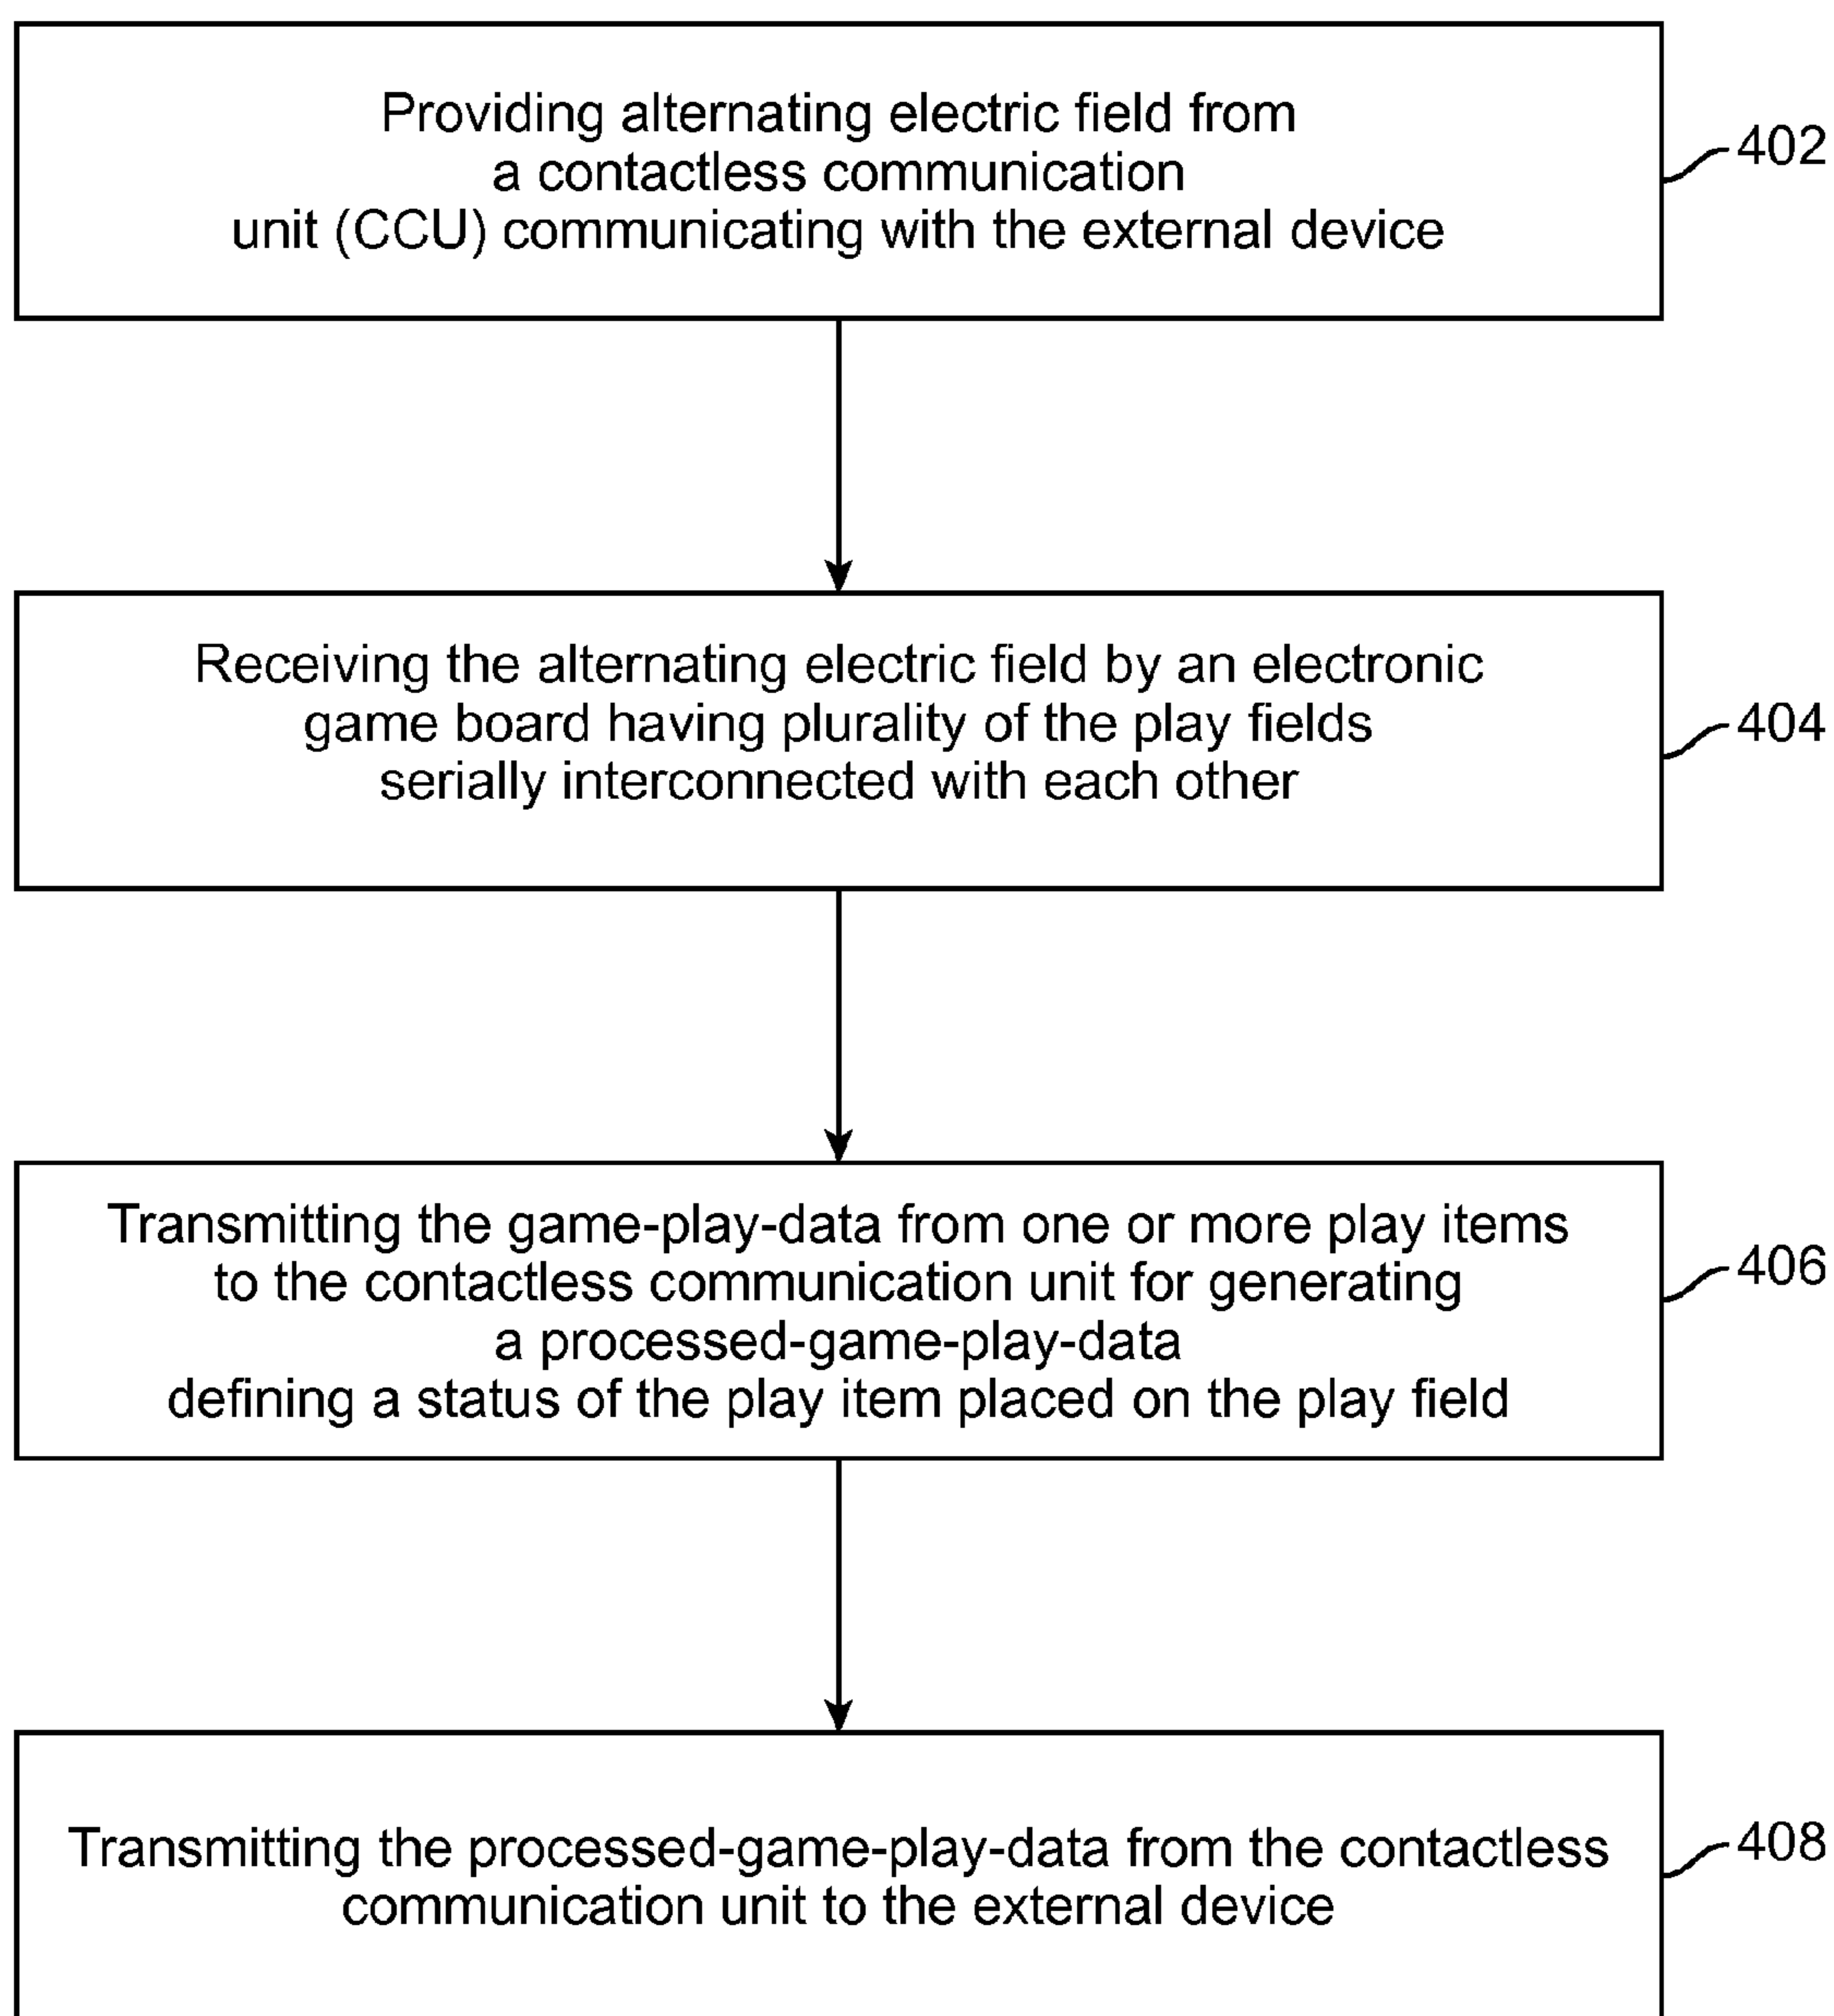 Providing alternating electric field from
a contactless communication
unit (CCU) communicating with the external device
402
Receiving the alternating electric field by an electronic
game board having plurality of the play fields
serially interconnected with each other
404
Transmitting the game-play-data from one or more play items
to the contactless communication unit for generating
a processed-game-play-data
defining a status of the play item placed on the play field
406
Transmitting the processed-game-play-data from the contactless
communication unit to the external device
408